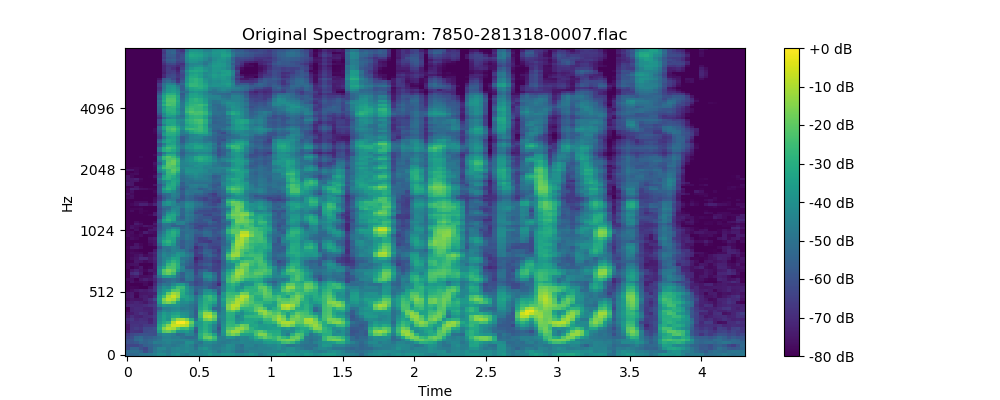 Original Spectrogram: 7850-281318-0007.flac
Hz
4096
2048
1024
512
0
0 0.5 1 1.5 2 2.5 3 3.5 4
Time
+0 dB
-10 dB
-20 dB
-30 dB
-40 dB
-50 dB
-60 dB
-70 dB
-80 dB